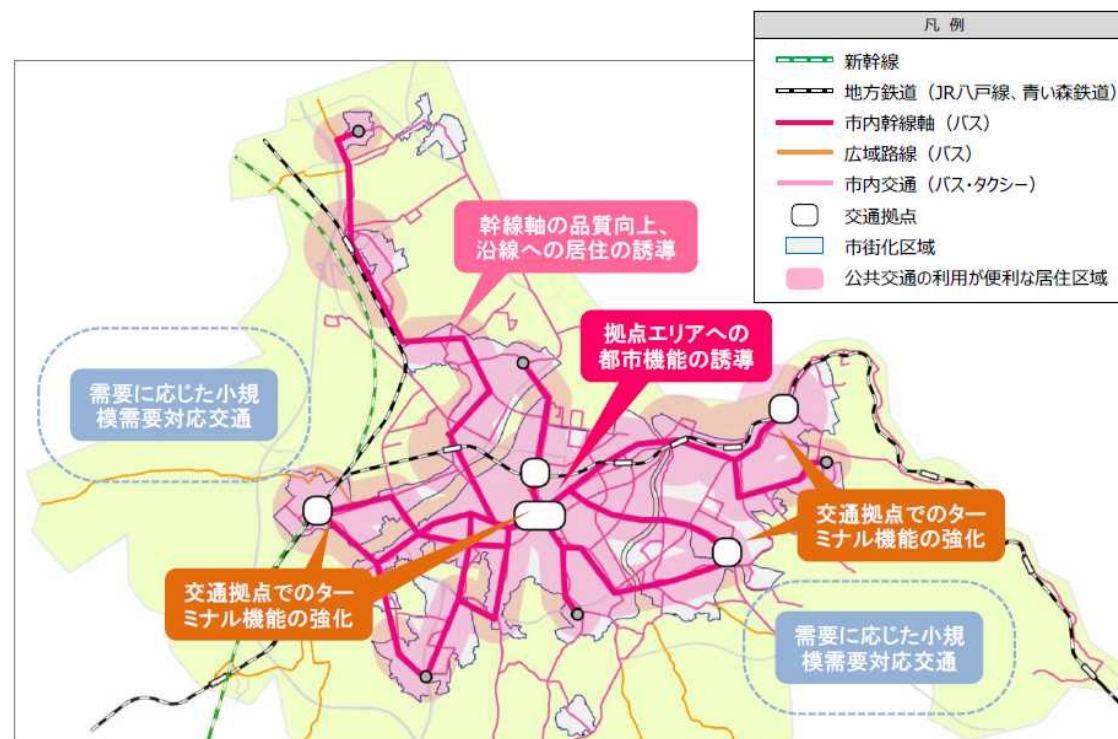 凡 例
新幹線
地方鉄道（JR八戸線、青い森鉄道）
市内幹線軸（バス）
広域路線（バス）
市内交通（バス・タクシー）
交通拠点
市街化区域
公共交通の利用が便利な居住区域
幹線軸の品質向上、
沿線への居住の誘導
拠点エリアへの
都市機能の誘導
需要に応じた小規
模需要対応交通
交通拠点でのター
ミナル機能の強化
交通拠点でのター
ミナル機能の強化
需要に応じた小規
模需要対応交通